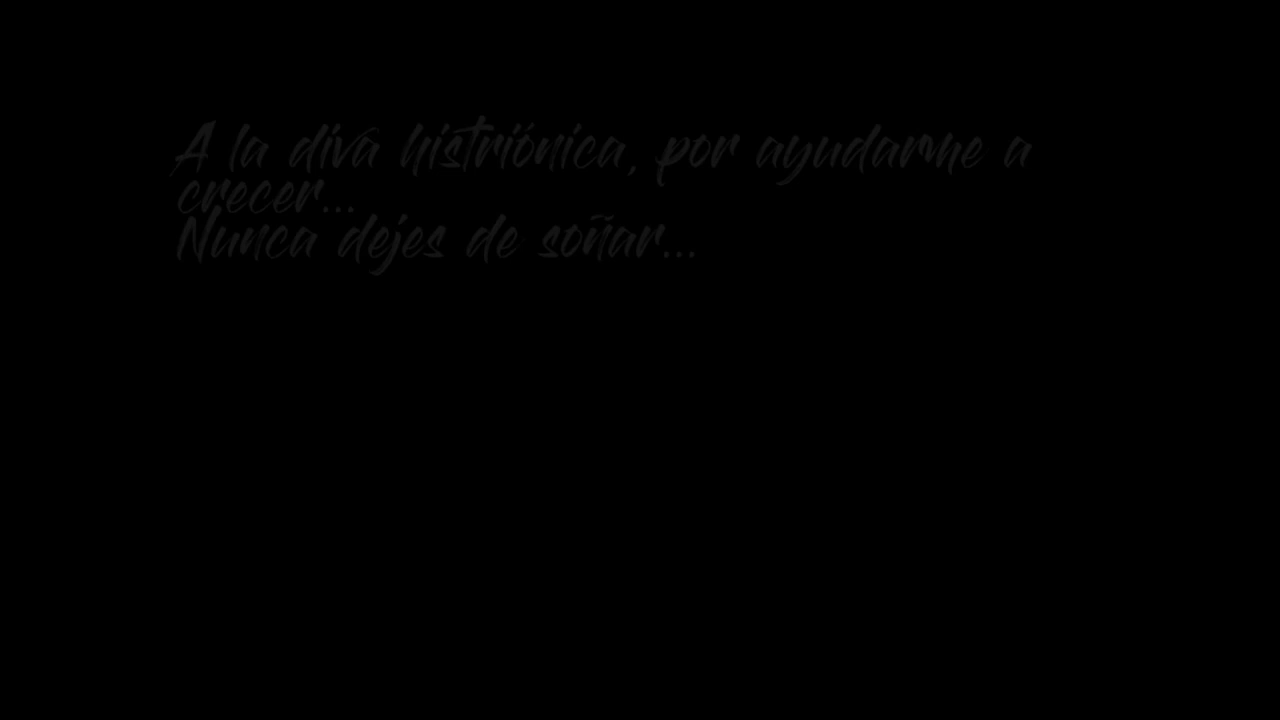 A la diva histriónica, por ayudarme a
crecer...
Nunca dejes de soñar...